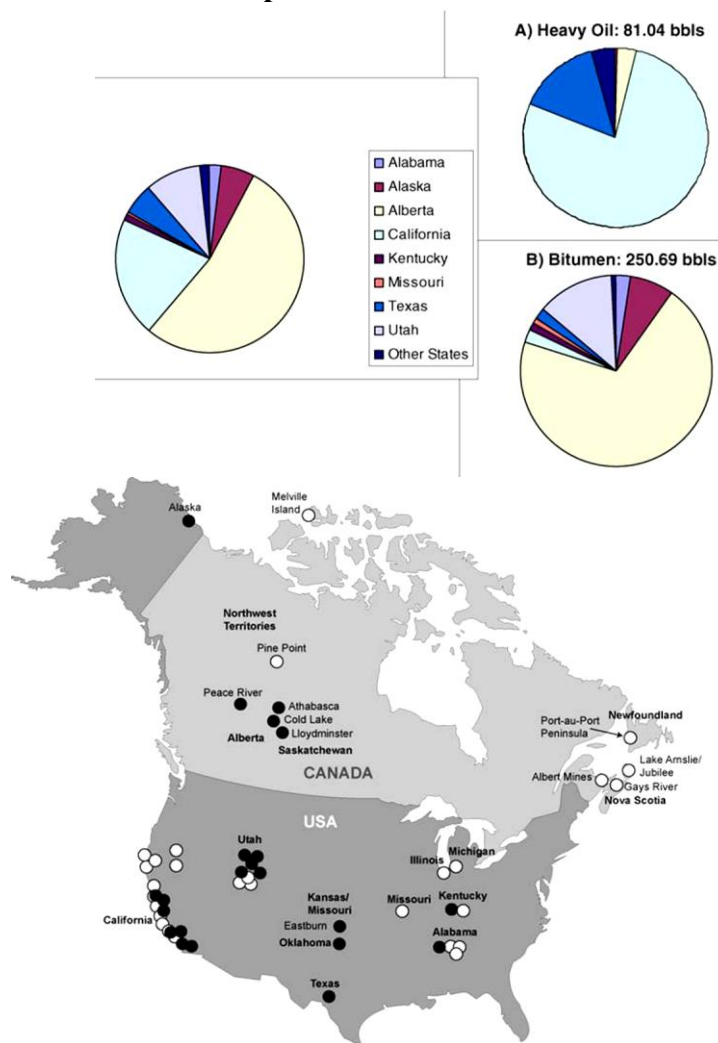 A) Heavy Oil: 81.04 bbls
Alabama
Alaska
Alberta
California
Kentucky
Missouri
Texas
Utah
Other States
B) Bitumen: 250.69 bbls
Melville
Island
Alaska
Northwest
Territories
Pine Point
Peace River
Athabasca
Cold Lake
Lloydminster
Alberta
Saskatchewan
CANADA
Newfoundland
Port-au-Port
Peninsula
Lake Arnslie/
Jubilee
Albert Mines
Gays River
Nova Scotia
USA
Utah
Michigan
Illinois
California
Kansas/
Missouri
Eastburn
Oklahoma
Missouri
Kentucky
Alabama
Texas